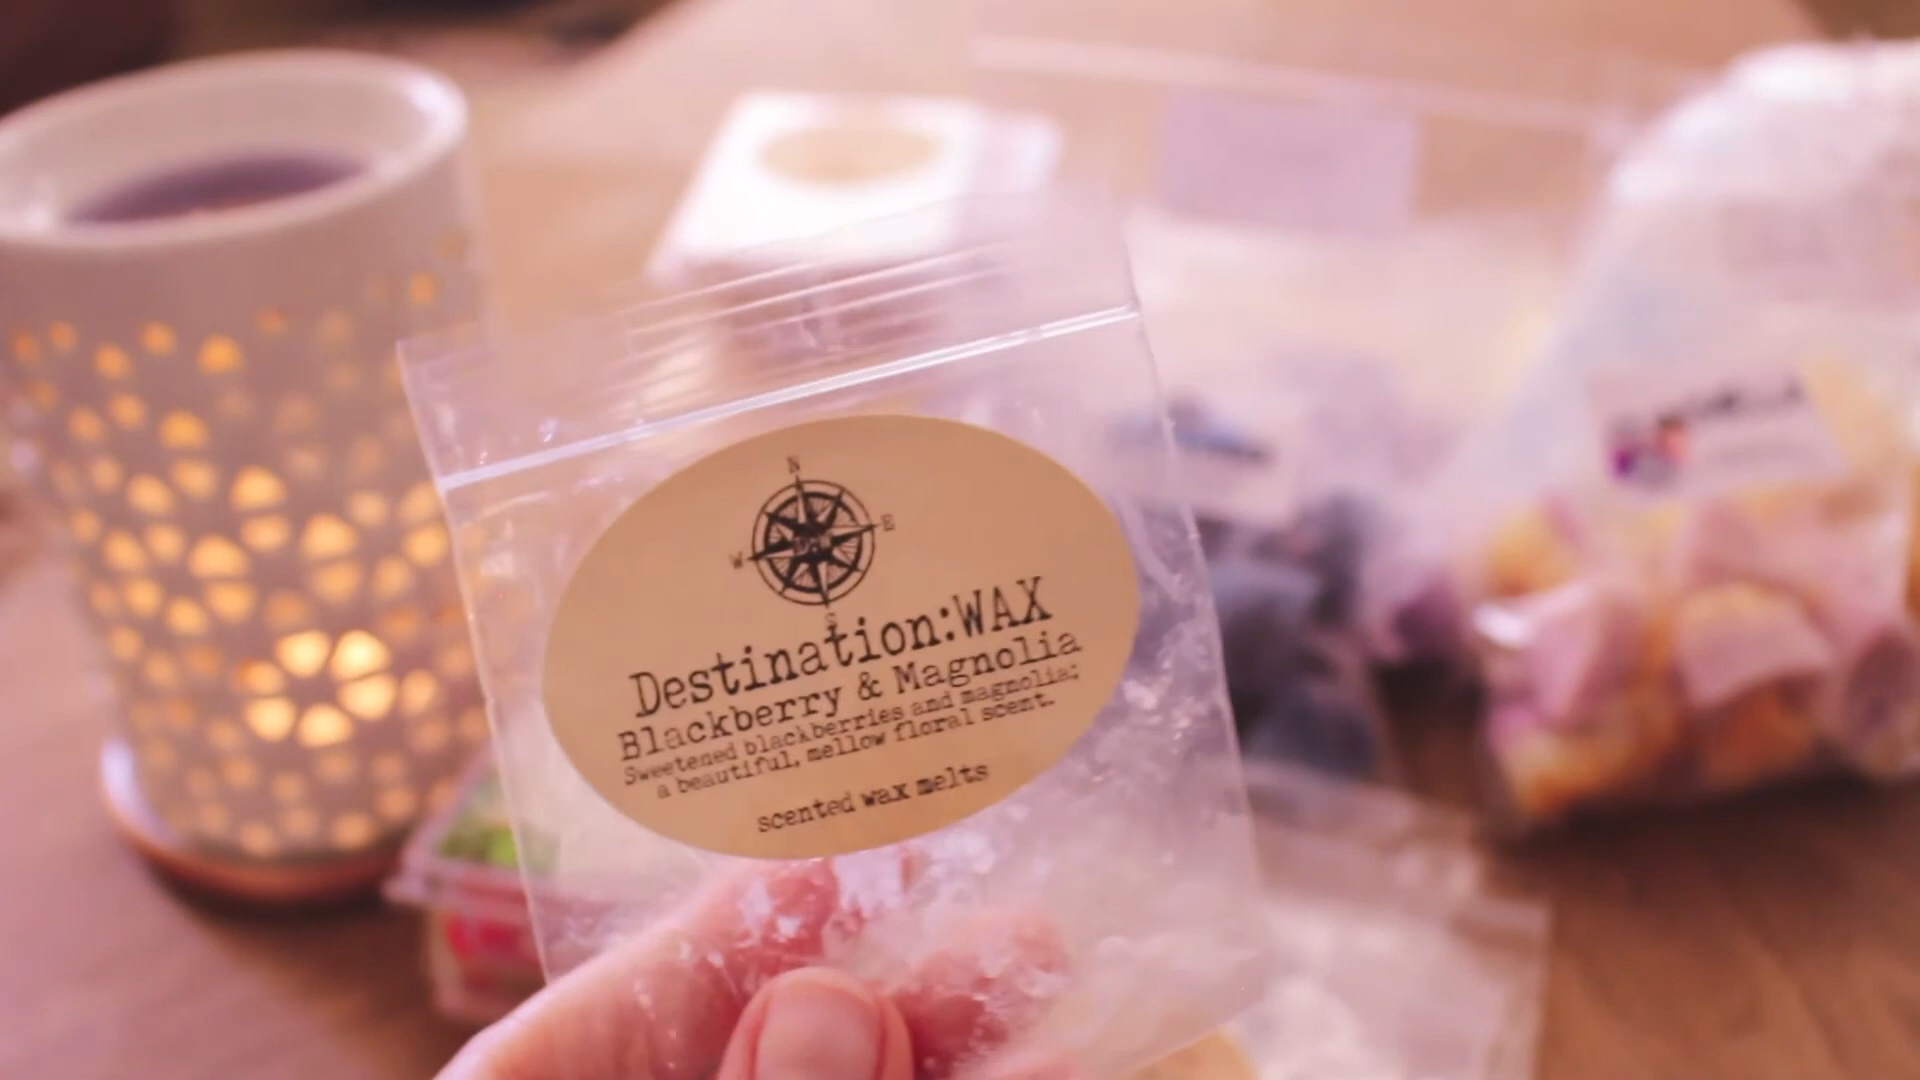 N
W E
S
Destination:WAX
Blackberry & Magnolia
Sweetened blackberries and magnolia;
a beautiful, mellow floral scent.
scented wax melts